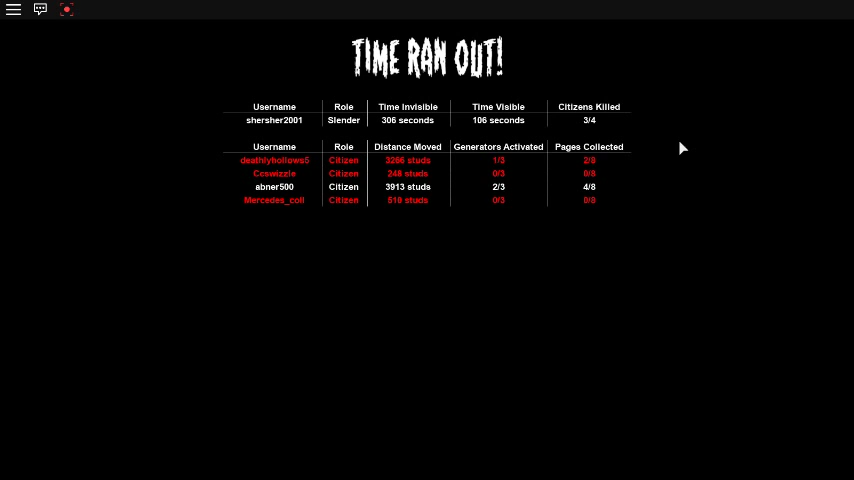 TIME RAN OUT!
Username Role Time Invisible Time Visible Citizens Killed
shersher2001 Slender 306 seconds 106 seconds 3/4
Username Role Distance Moved Generators Activated Pages Collected
deathlyhollows5 Citizen 3266 studs 1/3 2/8
Ccswizzle Citizen 248 studs 0/3 0/8
abner500 Citizen 3913 studs 2/3 4/8
Mercedes_coll Citizen 510 studs 0/3 0/8